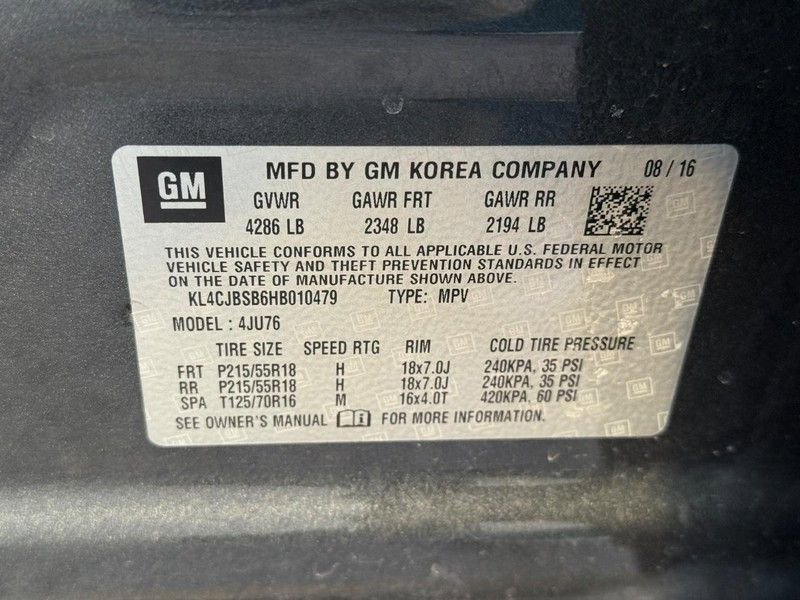 GM MFD BY GM KOREA COMPANY 08 / 16
GVWR GAWR FRT GAWR RR
4286 LB 2348 LB 2194 LB
THIS VEHICLE CONFORMS TO ALL APPLICABLE U.S. FEDERAL MOTOR
VEHICLE SAFETY AND THEFT PREVENTION STANDARDS IN EFFECT
ON THE DATE OF MANUFACTURE SHOWN ABOVE.
KL4CJBSB6HB010479 TYPE: MPV
MODEL : 4JU76
TIRE SIZE SPEED RTG RIM COLD TIRE PRESSURE
FRT P215/55R18 H 18x7.0J 240KPA, 35 PSI
RR P215/55R18 H 18x7.0J 240KPA, 35 PSI
SPA T125/70R16 M 16x4.0T 420KPA, 60 PSI
SEE OWNER'S MANUAL FOR MORE INFORMATION.